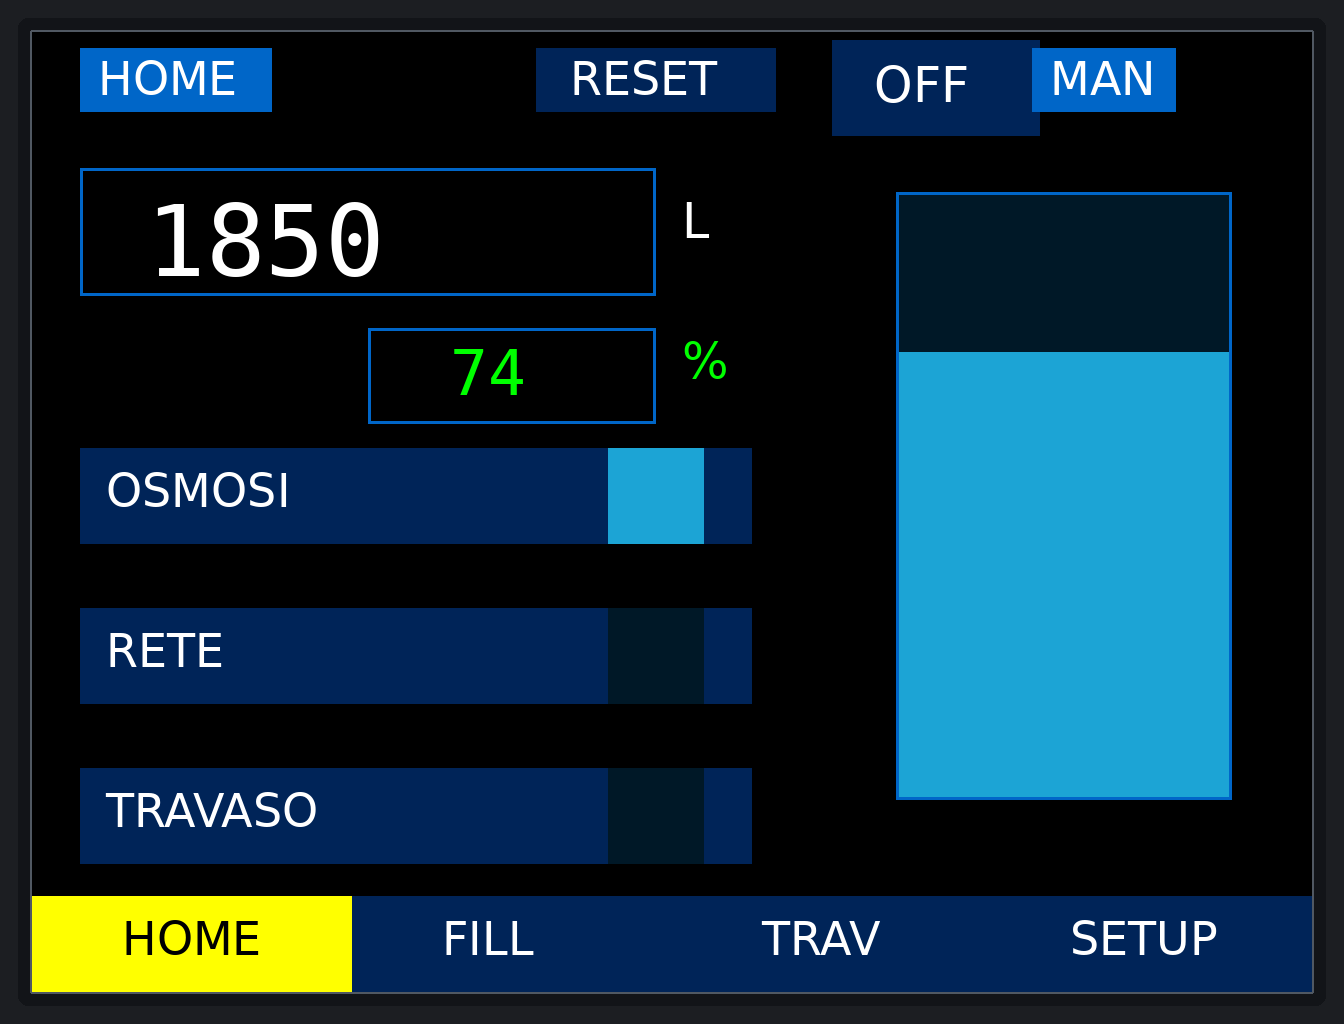 HOME RESET OFF MAN
1850 L
74 %
OSMOSI
RETE
TRAVASO
HOME FILL TRAV SETUP